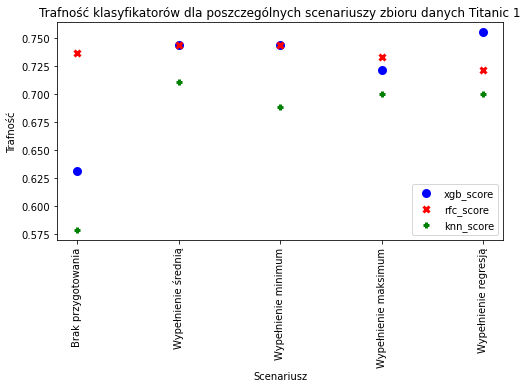 Trafność klasyfikatorów dla poszczególnych scenariuszy zbioru danych Titanic 1
Trafność
0.750
0.725
0.700
0.675
0.650
0.625
0.600
0.575
xgb_score
rfc_score
knn_score
Brak przygotowania
Wypełnienie średnią
Wypełnienie minimum
Wypełnienie maksimum
Wypełnienie regresją
Scenariusz